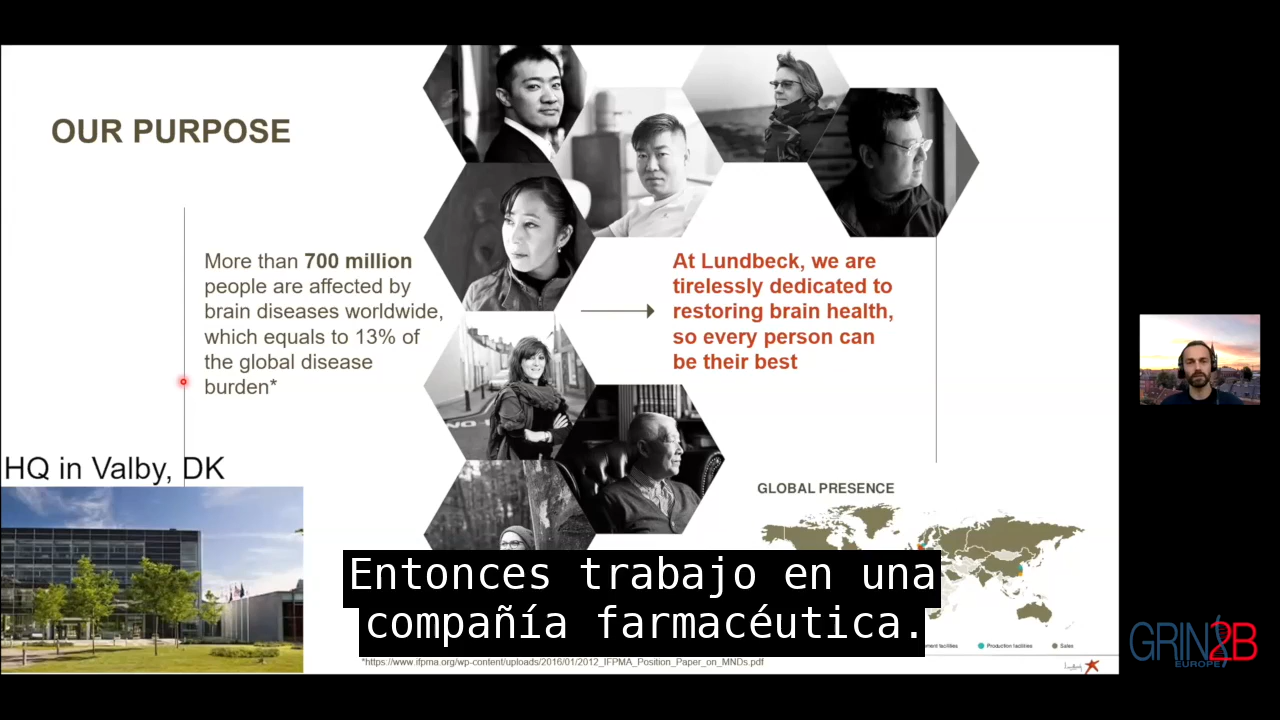 OUR PURPOSE
More than 700 million
people are affected by
brain diseases worldwide,
which equals to 13% of
the global disease
burden*
At Lundbeck, we are
tirelessly dedicated to
restoring brain health,
so every person can
be their best
HQ in Valby, DK
GLOBAL PRESENCE
Entonces trabajo en una
compañía farmacéutica.
facilities
Production facilities
Sales
*https://www.ifpma.org/wp-content/uploads/2016/01/2012_IFPMA_Position_Paper_on_MNDs.pdf
Lundbeck
GRIN2B
EUROPE